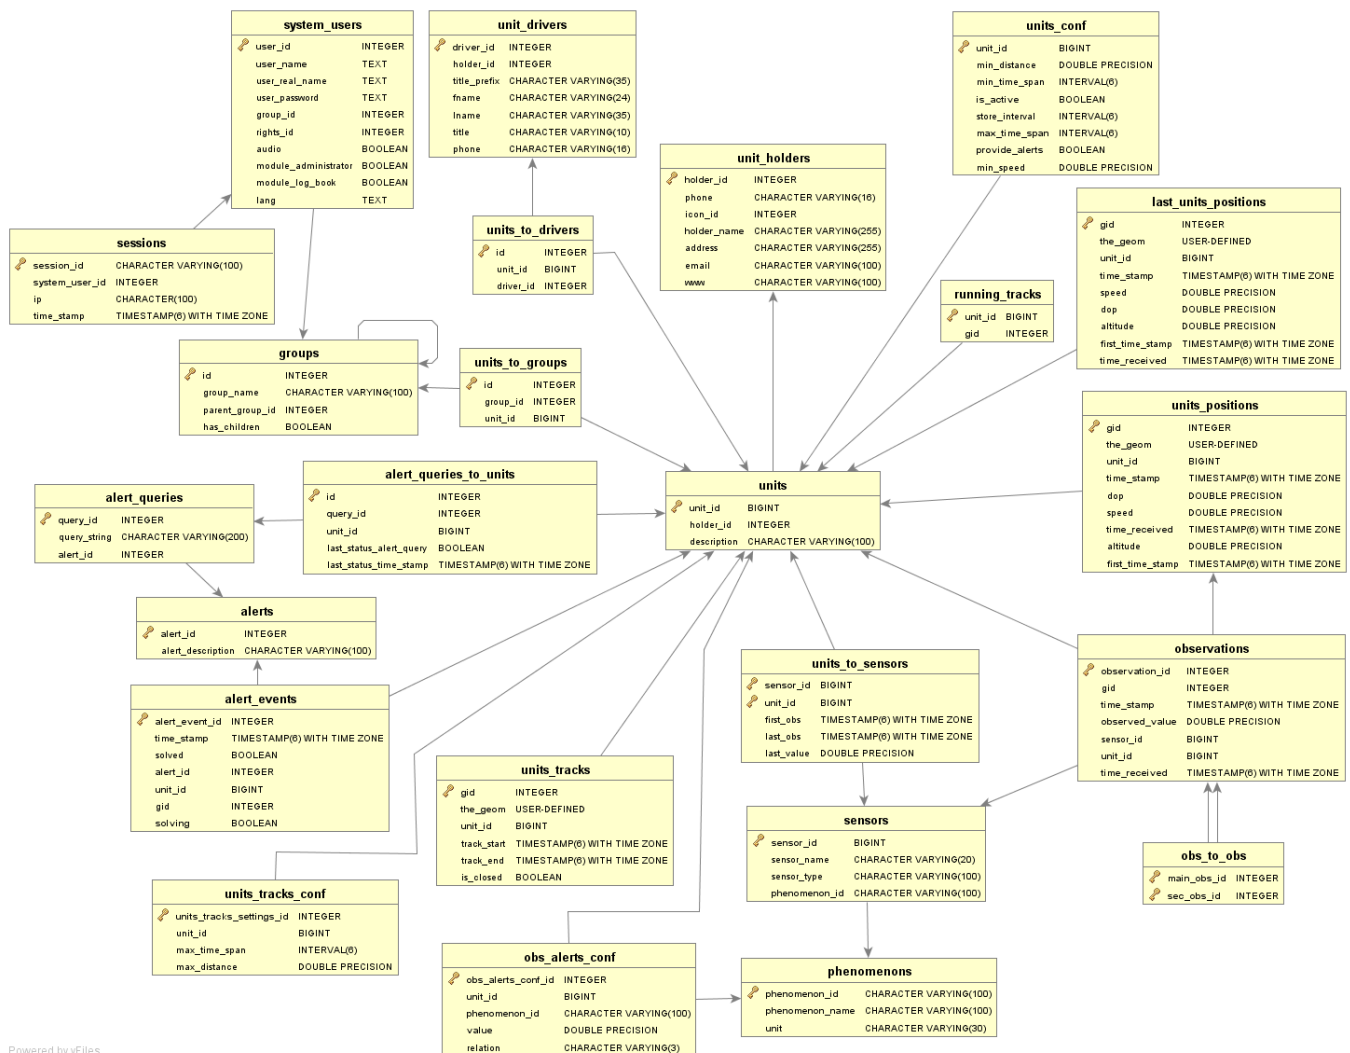 system_users
user_id INTEGER
user_name TEXT
user_real_name TEXT
user_password TEXT
group_id INTEGER
rights_id INTEGER
audio BOOLEAN
module_administrator BOOLEAN
module_log_book BOOLEAN
lang TEXT
unit_drivers
driver_id INTEGER
holder_id INTEGER
title_prefix CHARACTER VARYING(35)
fname CHARACTER VARYING(24)
lname CHARACTER VARYING(35)
title CHARACTER VARYING(10)
phone CHARACTER VARYING(16)
units_conf
unit_id BIGINT
min_distance DOUBLE PRECISION
min_time_span INTERVAL(6)
is_active BOOLEAN
store_interval INTERVAL(6)
max_time_span INTERVAL(6)
provide_alerts BOOLEAN
min_speed DOUBLE PRECISION
unit_holders
holder_id INTEGER
phone CHARACTER VARYING(16)
icon_id INTEGER
holder_name CHARACTER VARYING(255)
address CHARACTER VARYING(255)
email CHARACTER VARYING(100)
www CHARACTER VARYING(100)
last_units_positions
gid INTEGER
the_geom USER-DEFINED
unit_id BIGINT
time_stamp TIMESTAMP(6) WITH TIME ZONE
speed DOUBLE PRECISION
dop DOUBLE PRECISION
altitude DOUBLE PRECISION
first_time_stamp TIMESTAMP(6) WITH TIME ZONE
time_received TIMESTAMP(6) WITH TIME ZONE
sessions
session_id CHARACTER VARYING(100)
system_user_id INTEGER
ip CHARACTER(100)
time_stamp TIMESTAMP(6) WITH TIME ZONE
units_to_drivers
id INTEGER
unit_id BIGINT
driver_id INTEGER
running_tracks
unit_id BIGINT
gid INTEGER
groups
id INTEGER
group_name CHARACTER VARYING(100)
parent_group_id INTEGER
has_children BOOLEAN
units_to_groups
id INTEGER
group_id INTEGER
unit_id BIGINT
units_positions
gid INTEGER
the_geom USER-DEFINED
unit_id BIGINT
time_stamp TIMESTAMP(6) WITH TIME ZONE
dop DOUBLE PRECISION
speed DOUBLE PRECISION
time_received TIMESTAMP(6) WITH TIME ZONE
altitude DOUBLE PRECISION
first_time_stamp TIMESTAMP(6) WITH TIME ZONE
alert_queries
query_id INTEGER
query_string CHARACTER VARYING(200)
alert_id INTEGER
alert_queries_to_units
id INTEGER
query_id INTEGER
unit_id BIGINT
last_status_alert_query BOOLEAN
last_status_time_stamp TIMESTAMP(6) WITH TIME ZONE
units
unit_id BIGINT
holder_id INTEGER
description CHARACTER VARYING(100)
alerts
alert_id INTEGER
alert_description CHARACTER VARYING(100)
alert_events
alert_event_id INTEGER
time_stamp TIMESTAMP(6) WITH TIME ZONE
solved BOOLEAN
alert_id INTEGER
unit_id BIGINT
gid INTEGER
solving BOOLEAN
units_to_sensors
sensor_id BIGINT
unit_id BIGINT
first_obs TIMESTAMP(6) WITH TIME ZONE
last_obs TIMESTAMP(6) WITH TIME ZONE
last_value DOUBLE PRECISION
observations
observation_id INTEGER
gid INTEGER
time_stamp TIMESTAMP(6) WITH TIME ZONE
observed_value DOUBLE PRECISION
sensor_id BIGINT
unit_id BIGINT
time_received TIMESTAMP(6) WITH TIME ZONE
units_tracks
gid INTEGER
the_geom USER-DEFINED
unit_id BIGINT
track_start TIMESTAMP(6) WITH TIME ZONE
track_end TIMESTAMP(6) WITH TIME ZONE
is_closed BOOLEAN
sensors
sensor_id BIGINT
sensor_name CHARACTER VARYING(20)
sensor_type CHARACTER VARYING(100)
phenomenon_id CHARACTER VARYING(100)
obs_to_obs
main_obs_id INTEGER
sec_obs_id INTEGER
units_tracks_conf
units_tracks_settings_id INTEGER
unit_id BIGINT
max_time_span INTERVAL(6)
max_distance DOUBLE PRECISION
obs_alerts_conf
obs_alerts_conf_id INTEGER
unit_id BIGINT
phenomenon_id CHARACTER VARYING(100)
value DOUBLE PRECISION
relation CHARACTER VARYING(3)
phenomenons
phenomenon_id CHARACTER VARYING(100)
phenomenon_name CHARACTER VARYING(100)
unit CHARACTER VARYING(30)
Powered by yFiles